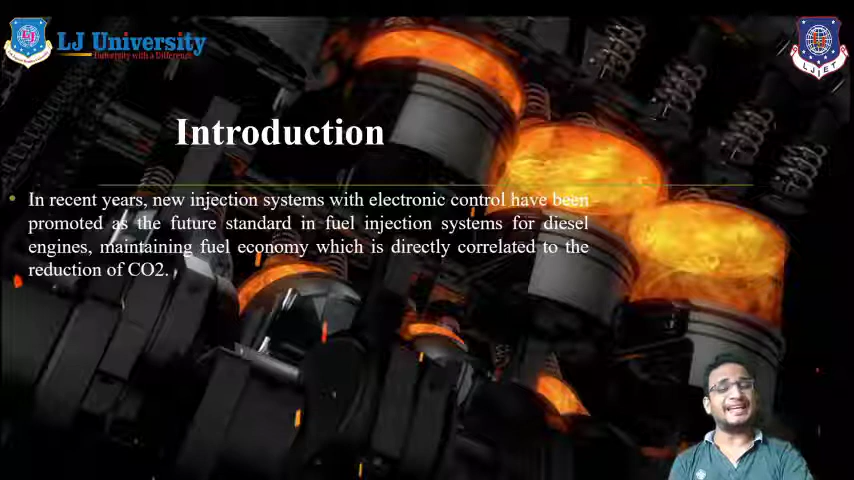 LJ University
University with a Difference
LJIET
Introduction
In recent years, new injection systems with electronic control have been
promoted as the future standard in fuel injection systems for diesel
engines, maintaining fuel economy which is directly correlated to the
reduction of CO2.